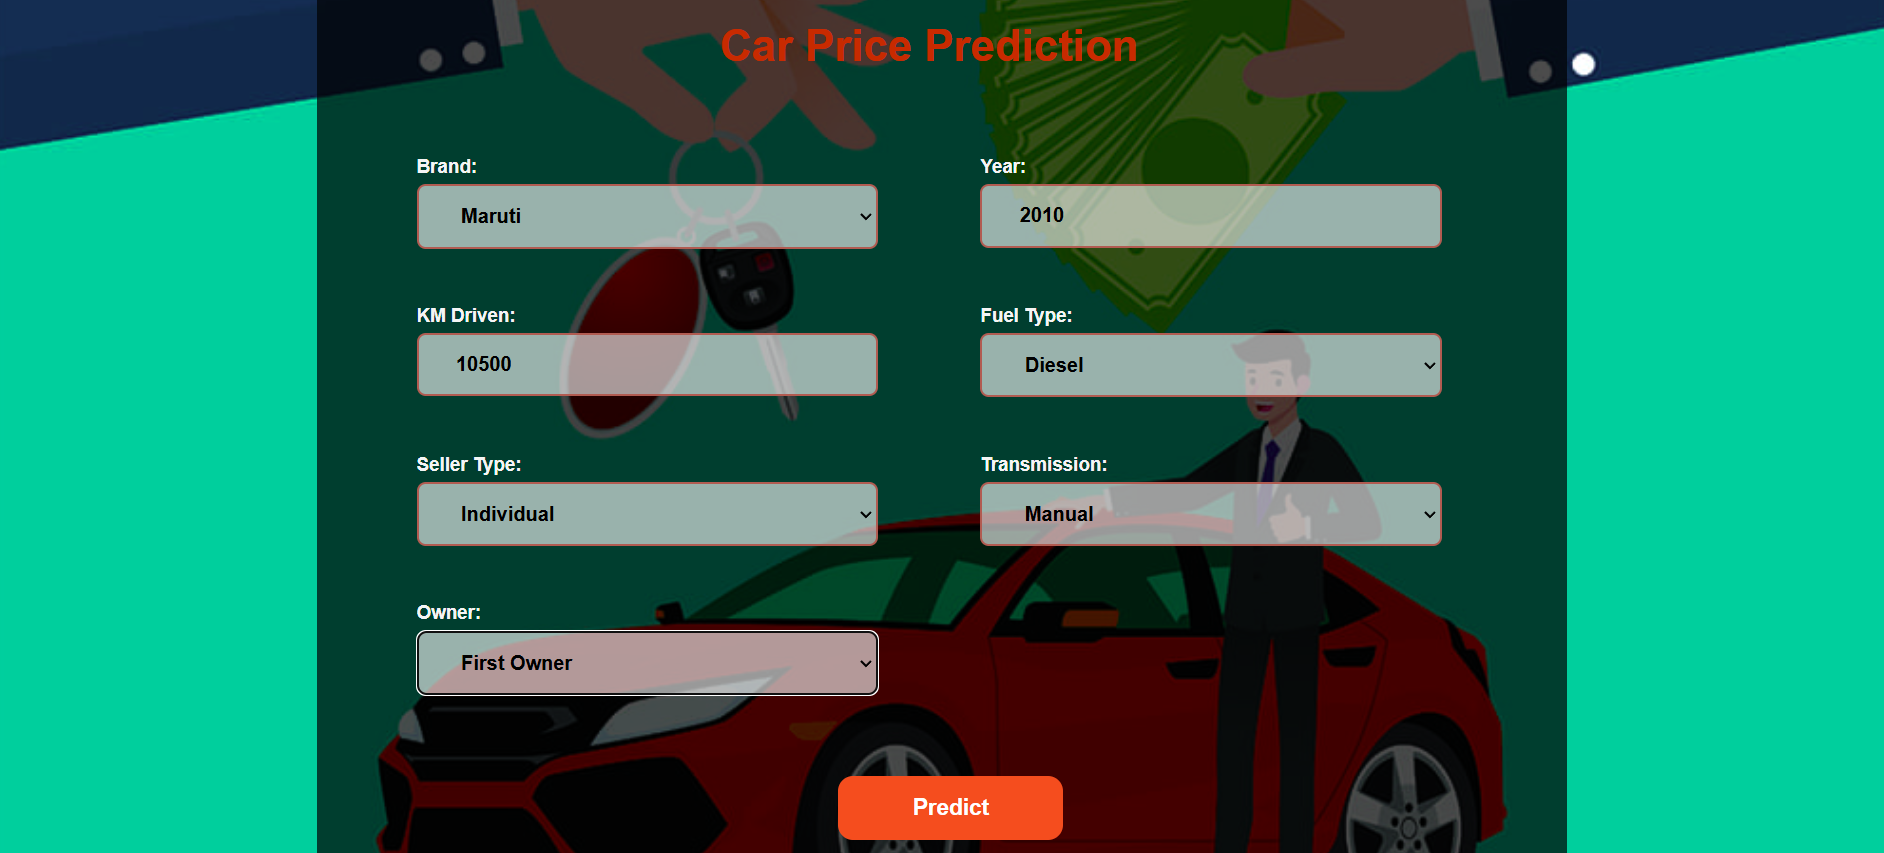 Car Price Prediction
Brand:
Maruti
Year:
2010
KM Driven:
10500
Fuel Type:
Diesel
Seller Type:
Individual
Transmission:
Manual
Owner:
First Owner
Predict